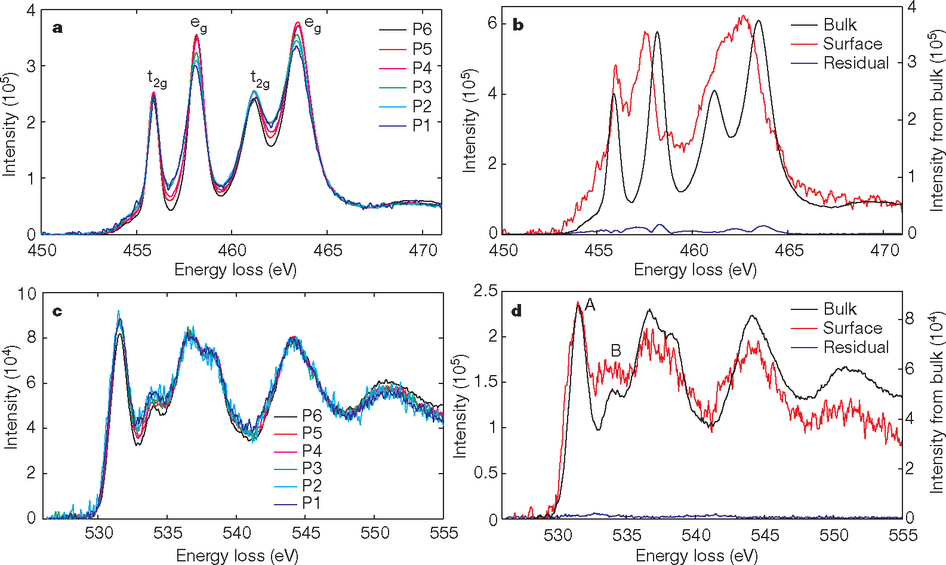 a
4
3
2
1
0
Intensity (10⁵)
t₂g
e_g
t₂g
e_g
P6
P5
P4
P3
P2
P1
450 455 460 465 470
Energy loss (eV)
b
6
4
2
0
Intensity (10⁵)
Bulk
Surface
Residual
4
3
2
1
0
Intensity from bulk (10⁵)
450 455 460 465 470
Energy loss (eV)
c
10
8
6
4
2
0
Intensity (10⁴)
P6
P5
P4
P3
P2
P1
530 535 540 545 550 555
Energy loss (eV)
d
2.5
2
1.5
1
0.5
0
Intensity (10⁵)
A
B
Bulk
Surface
Residual
8
6
4
2
0
Intensity from bulk (10⁴)
530 535 540 545 550 555
Energy loss (eV)